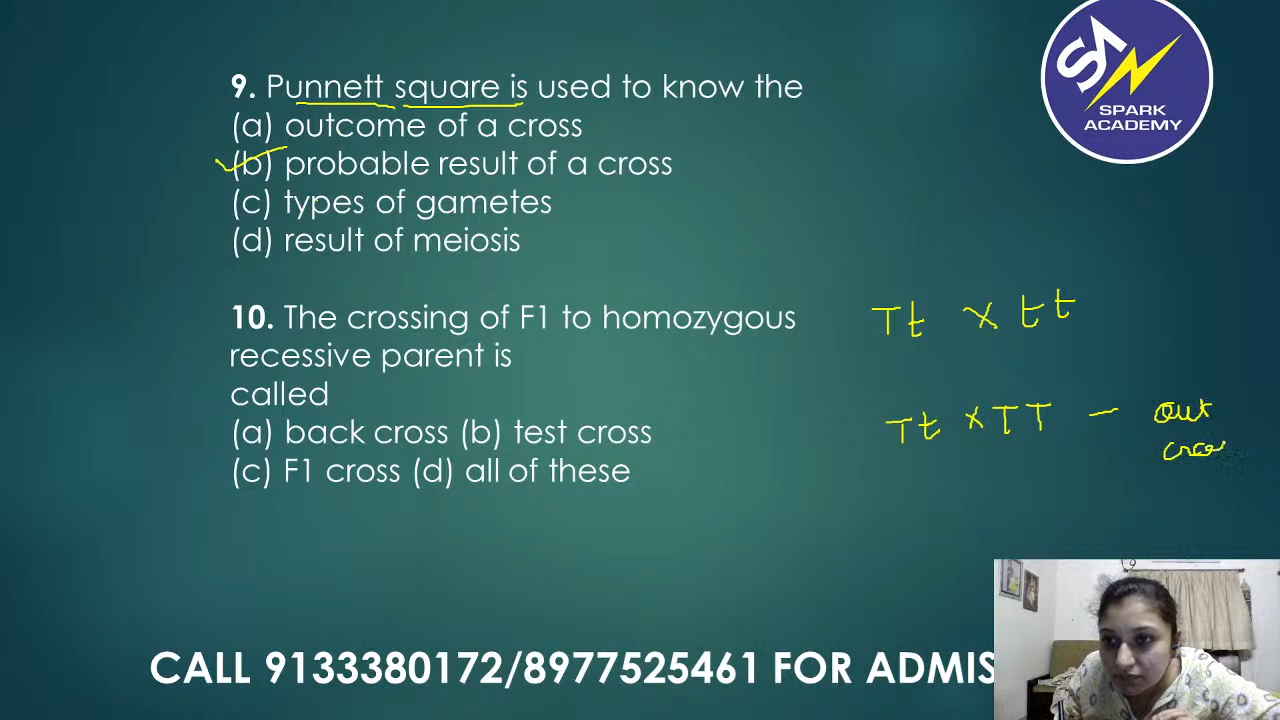 9. Punnett square is used to know the
(a) outcome of a cross
(b) probable result of a cross
(c) types of gametes
(d) result of meiosis
10. The crossing of F1 to homozygous
recessive parent is
called
(a) back cross (b) test cross
(c) F1 cross (d) all of these
Tt X tt
Tt X TT - out
cross
SPARK
ACADEMY
CALL 9133380172/8977525461 FOR ADMIS